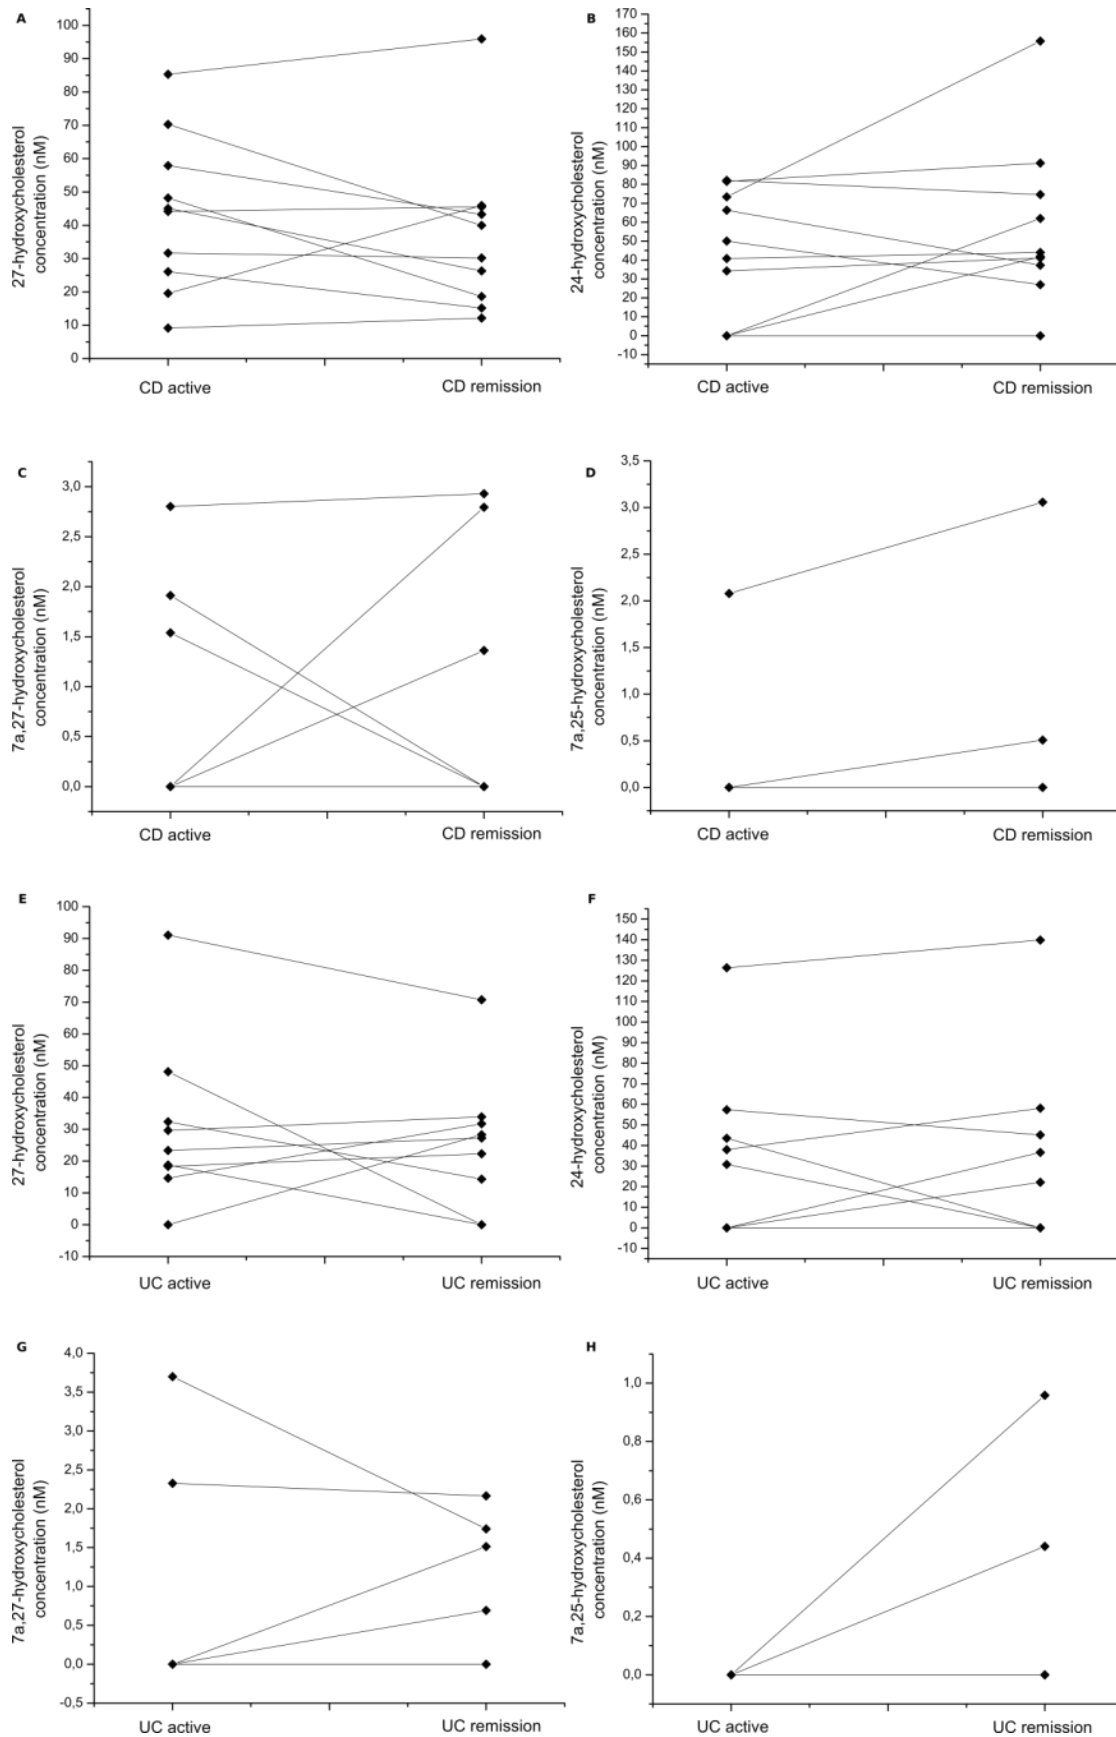 A
100
90
80
70
60
50
40
30
20
10
0
27-hydroxycholesterol
concentration (nM)
CD active
CD remission
B
170
160
150
140
130
120
110
100
90
80
70
60
50
40
30
20
10
0
-10
24-hydroxycholesterol
concentration (nM)
CD active
CD remission
C
3,0
2,5
2,0
1,5
1,0
0,5
0,0
7a,27-hydroxycholesterol
concentration (nM)
CD active
CD remission
D
3,5
3,0
2,5
2,0
1,5
1,0
0,5
0,0
7a,25-hydroxycholesterol
concentration (nM)
CD active
CD remission
E
100
90
80
70
60
50
40
30
20
10
0
-10
27-hydroxycholesterol
concentration (nM)
UC active
UC remission
F
150
140
130
120
110
100
90
80
70
60
50
40
30
20
10
0
-10
24-hydroxycholesterol
concentration (nM)
UC active
UC remission
G
4,0
3,5
3,0
2,5
2,0
1,5
1,0
0,5
0,0
-0,5
7a,27-hydroxycholesterol
concentration (nM)
UC active
UC remission
H
1,0
0,8
0,6
0,4
0,2
0,0
7a,25-hydroxycholesterol
concentration (nM)
UC active
UC remission